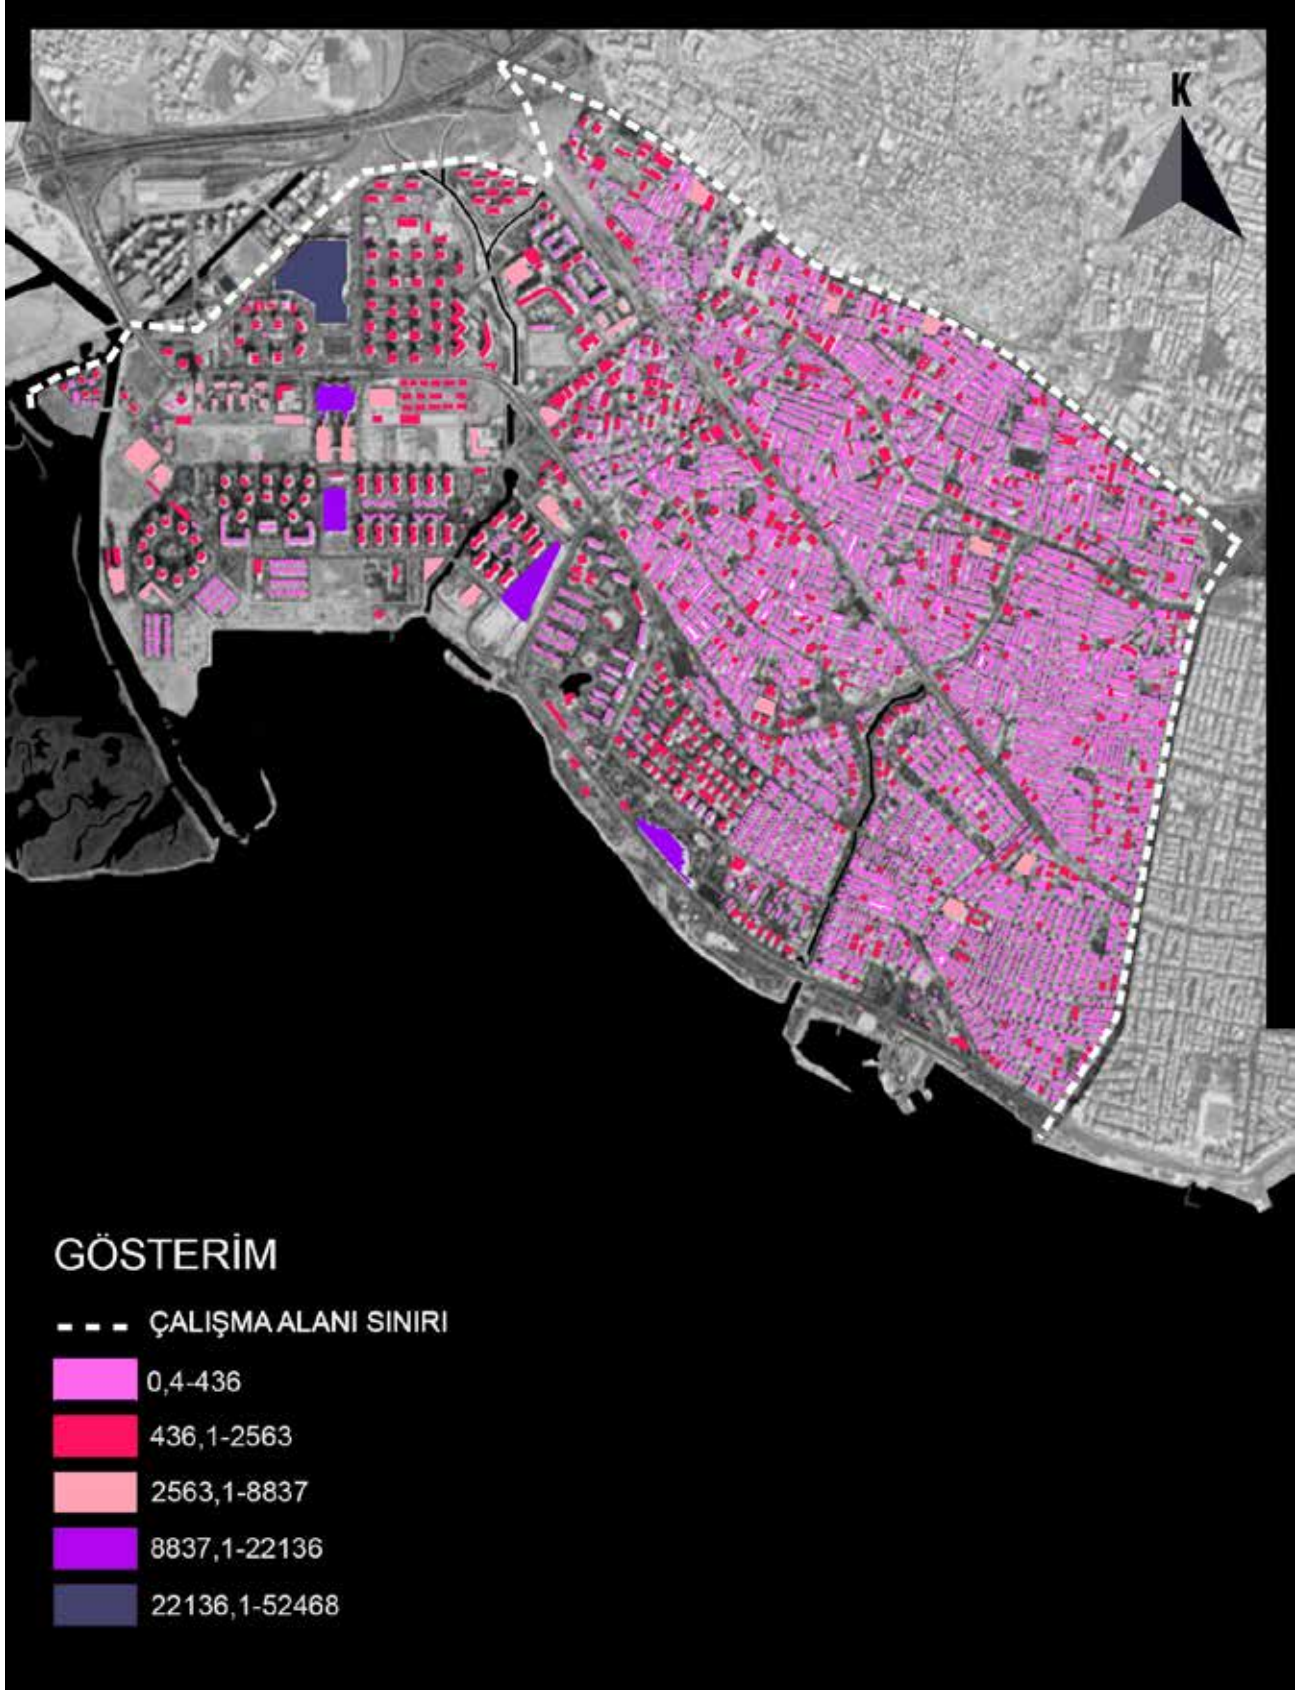 K
GÖSTERİM
ÇALIŞMA ALANI SINIRI
0,4-436
436,1-2563
2563,1-8837
8837,1-22136
22136,1-52468